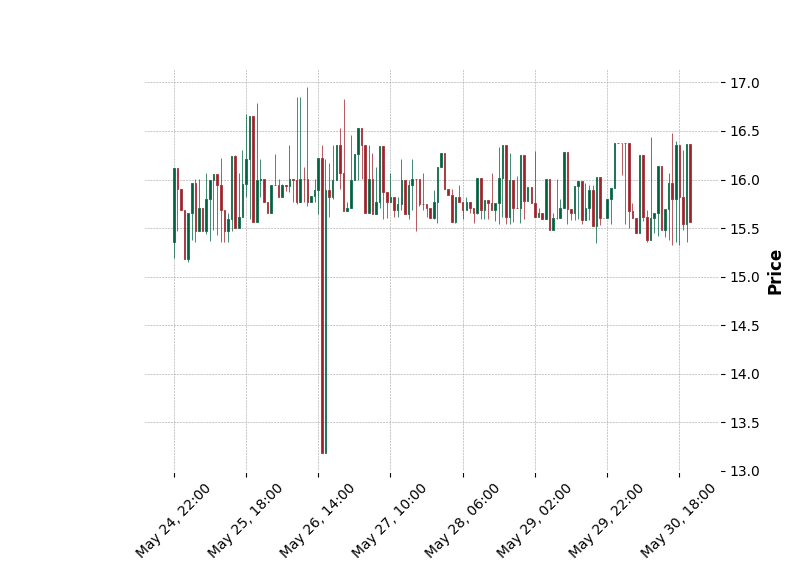 17.0
16.5
16.0
15.5
15.0
14.5
14.0
13.5
13.0
Price
May 24, 22:00
May 25, 18:00
May 26, 14:00
May 27, 10:00
May 28, 06:00
May 29, 02:00
May 29, 22:00
May 30, 18:00